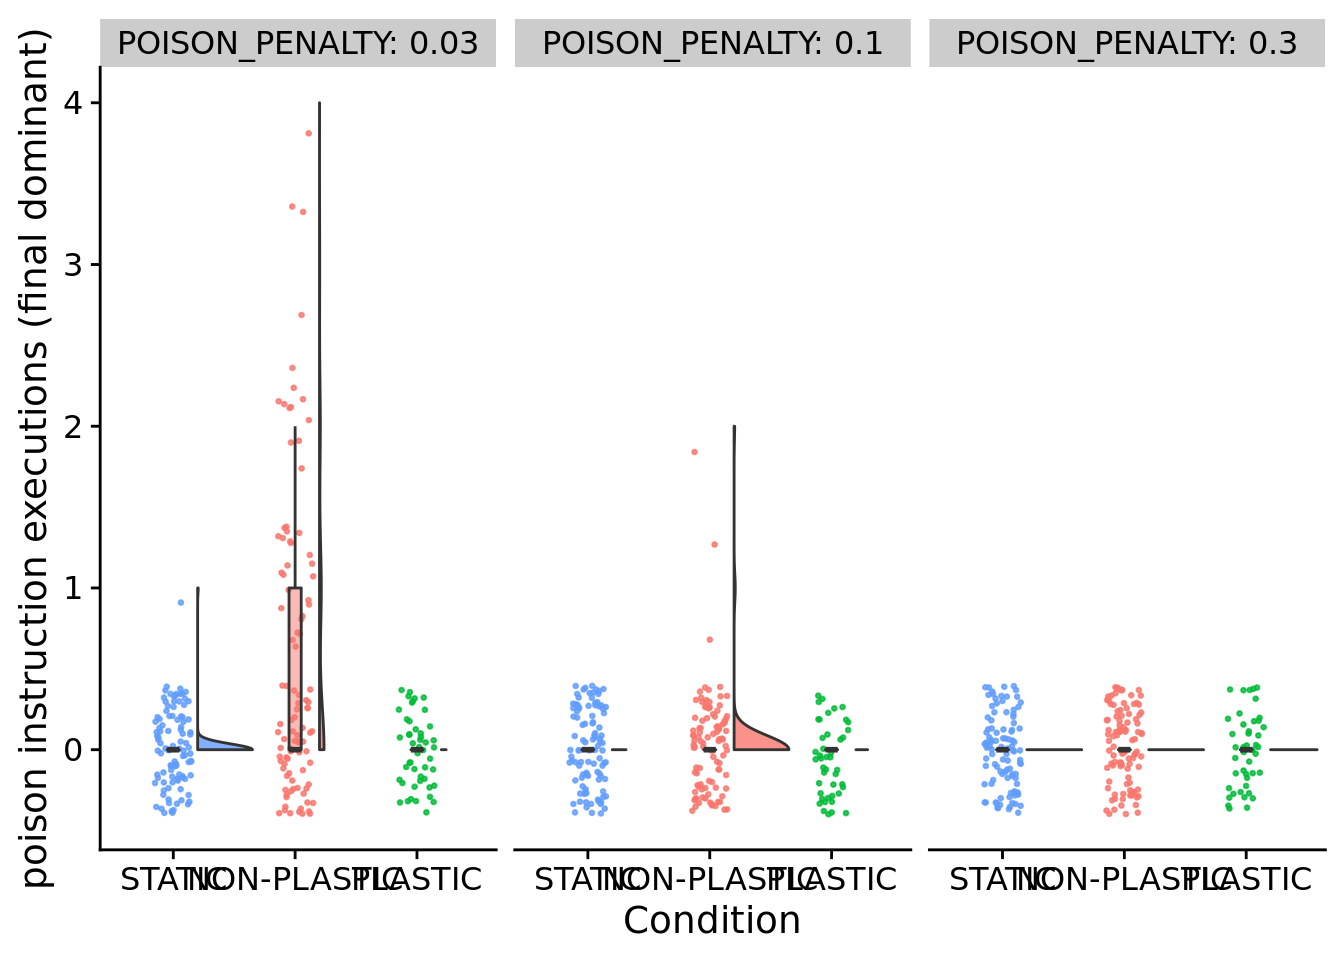 POISON_PENALTY: 0.03
POISON_PENALTY: 0.1
POISON_PENALTY: 0.3
poison instruction executions (final dominant)
4
3
2
1
0
STATIC
NON-PLASTIC
PLASTIC
STATIC
NON-PLASTIC
PLASTIC
STATIC
NON-PLASTIC
PLASTIC
Condition